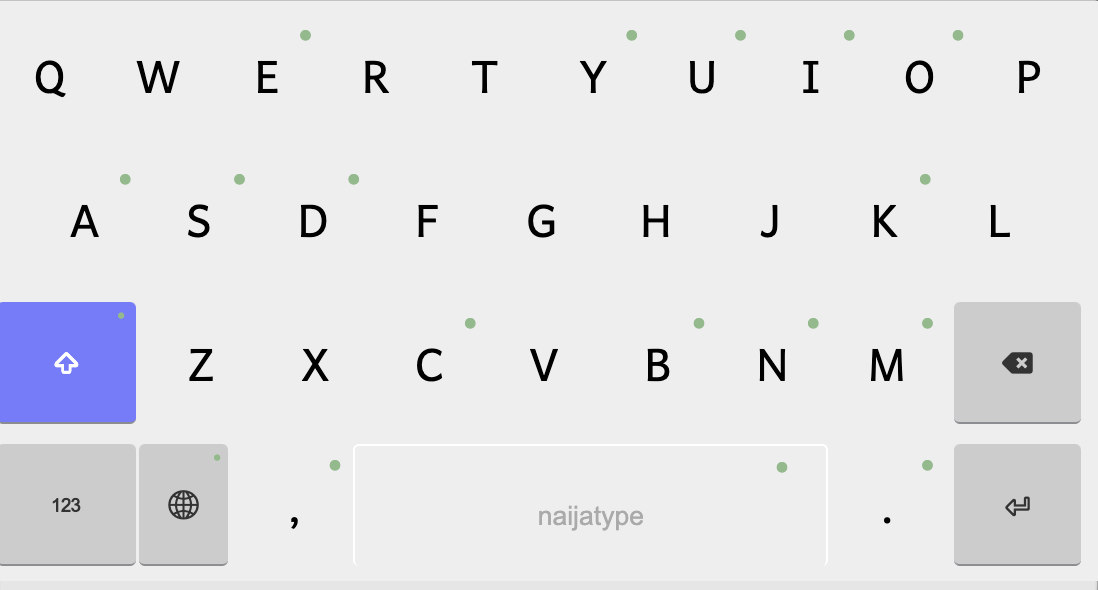 Q W E R T Y U I O P
A S D F G H J K L
Z X C V B N M
123 , naijatype .